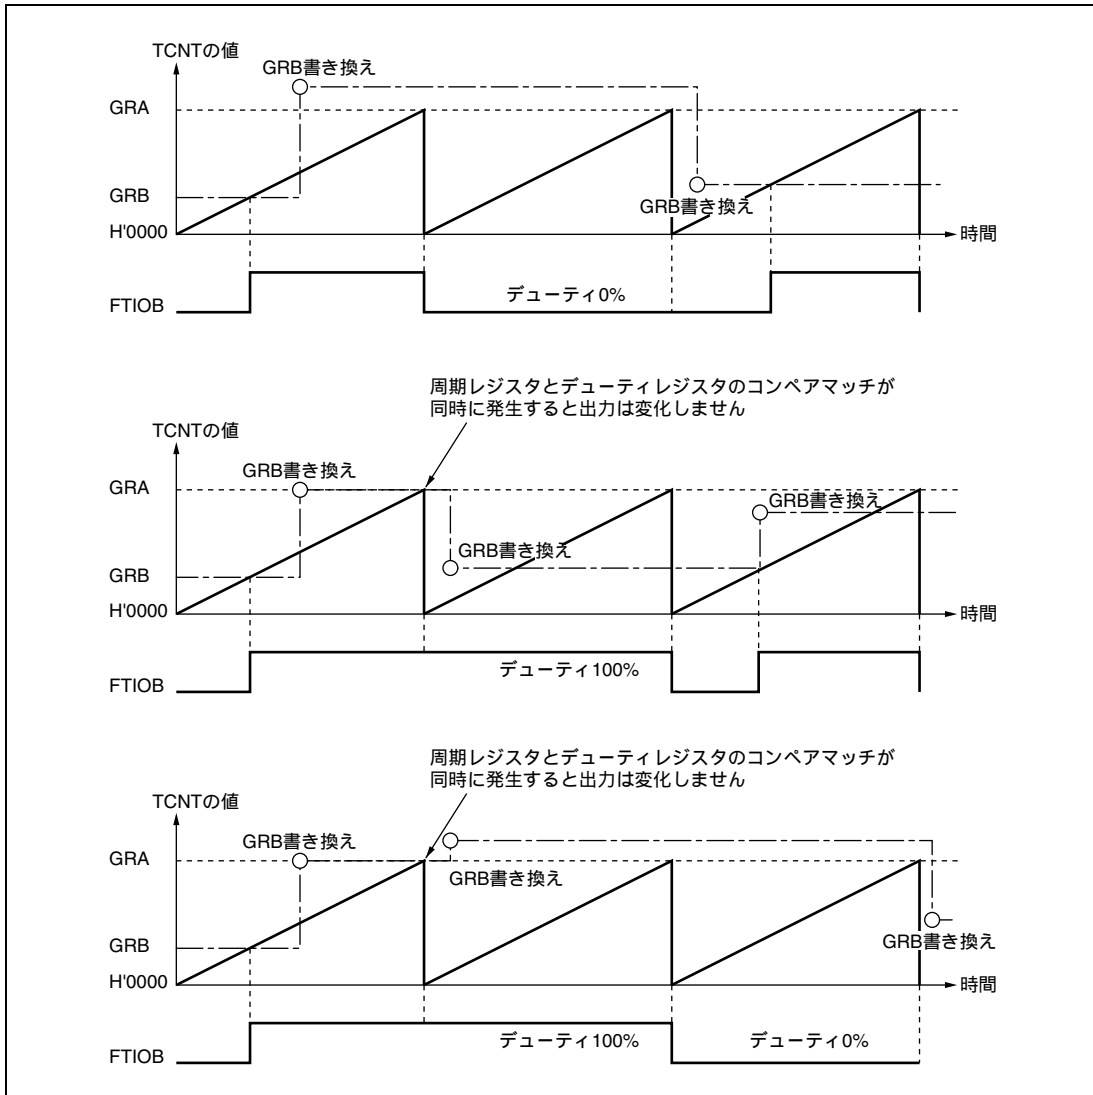 TCNTの値
GRB書き換え
GRA
GRB
GRB書き換え
H'0000
時間
デューティ0%
FTIOB
周期レジスタとデューティレジスタのコンペアマッチが
同時に発生すると出力は変化しません
TCNTの値
GRB書き換え
GRA
GRB書き換え
GRB書き換え
GRB
H'0000
時間
デューティ100%
FTIOB
周期レジスタとデューティレジスタのコンペアマッチが
同時に発生すると出力は変化しません
TCNTの値
GRB書き換え
GRA
GRB書き換え
GRB
GRB書き換え
H'0000
時間
デューティ100%
デューティ0%
FTIOB